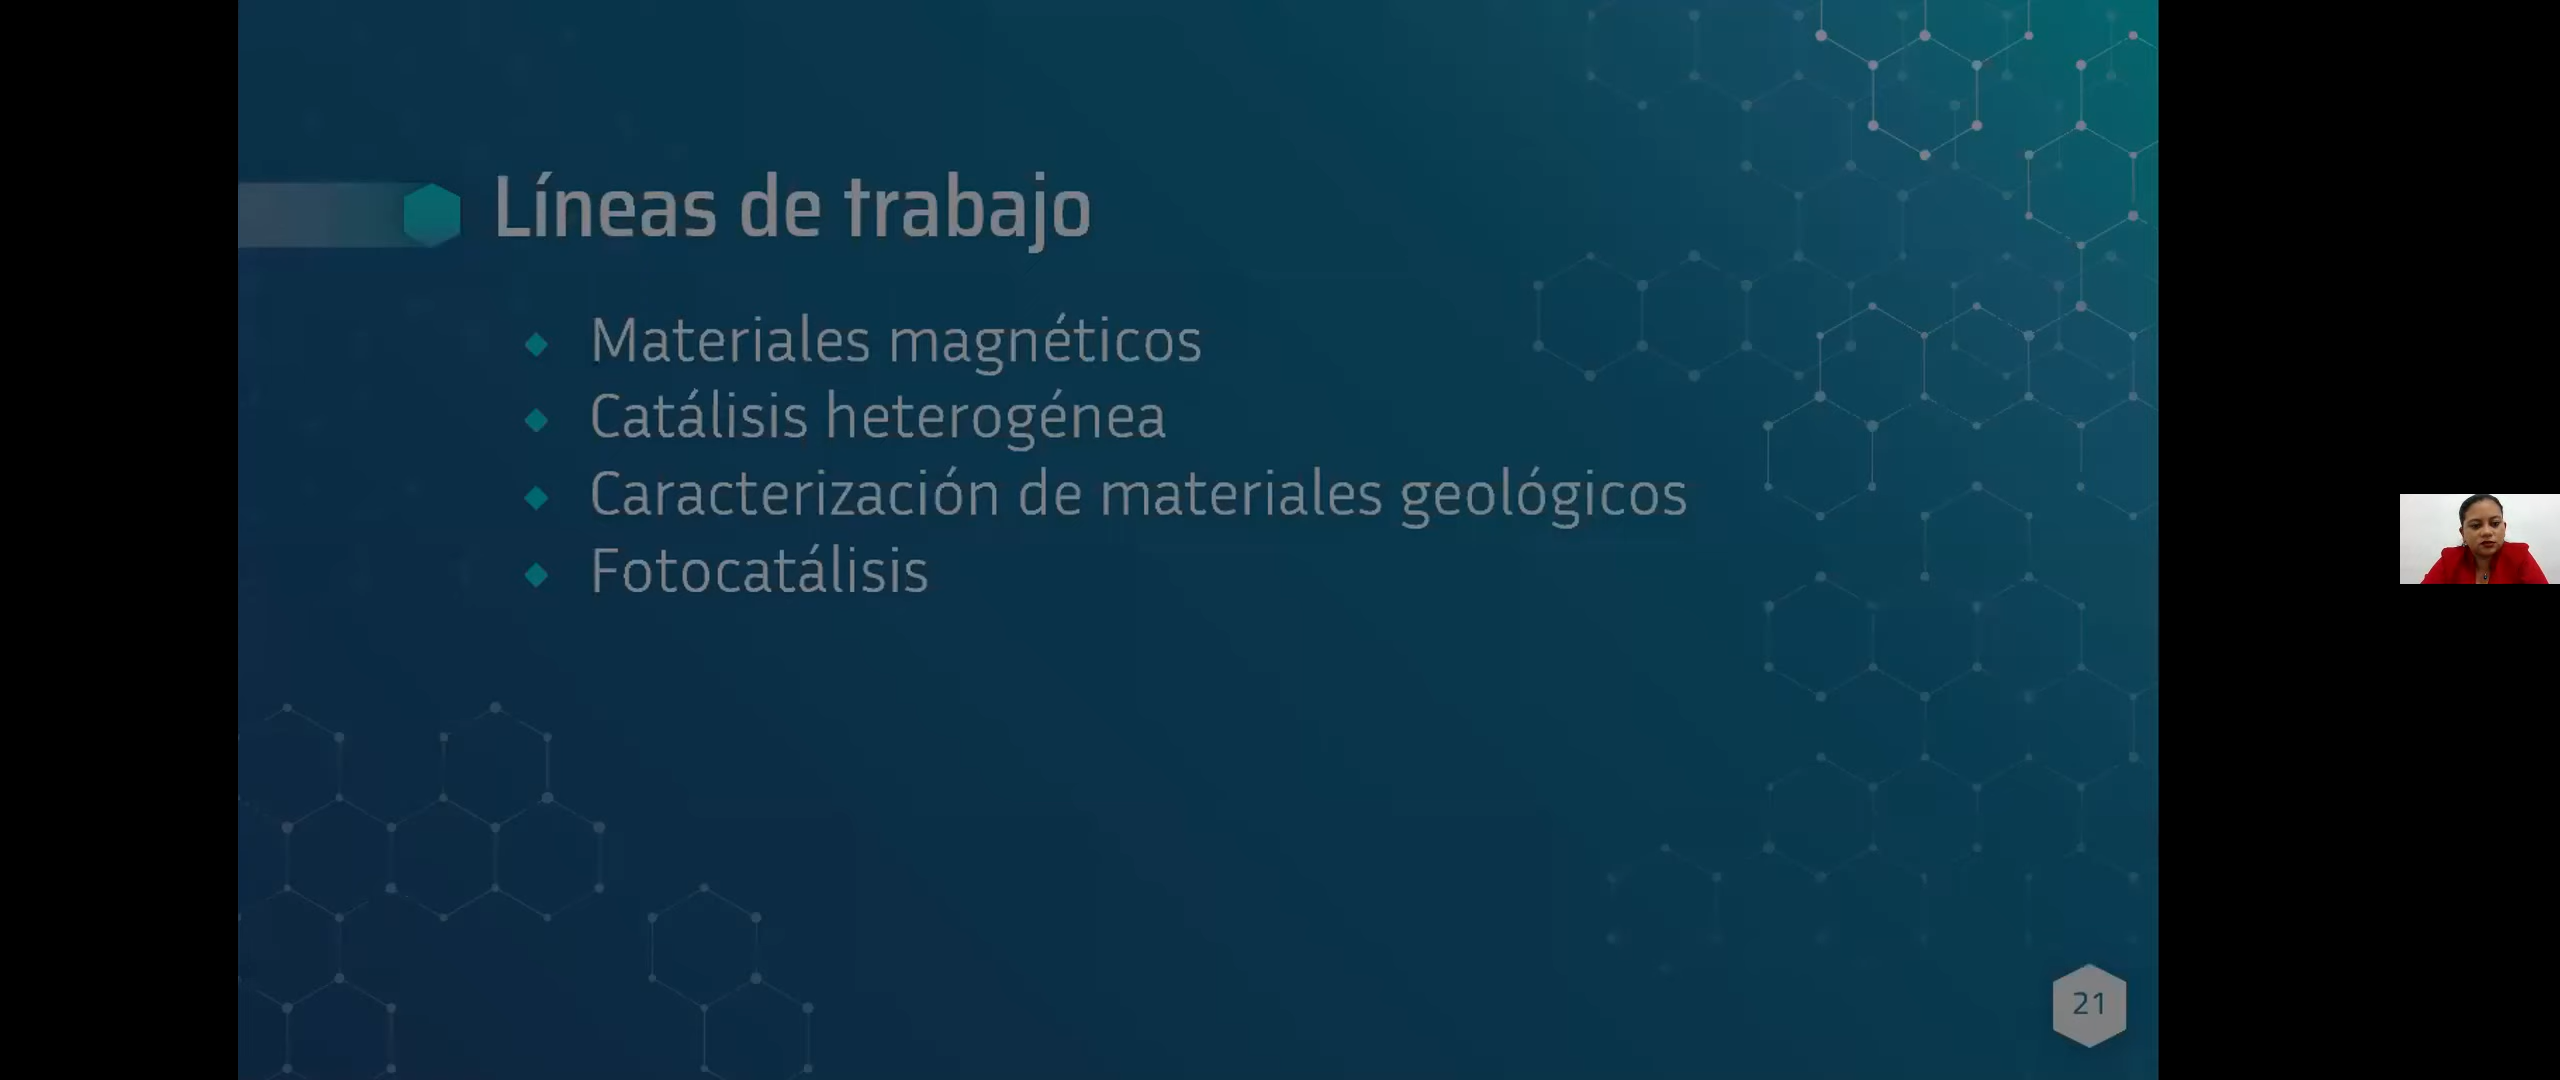 Líneas de trabajo
Materiales magnéticos
Catálisis heterogénea
Caracterización de materiales geológicos
Fotocatálisis
21